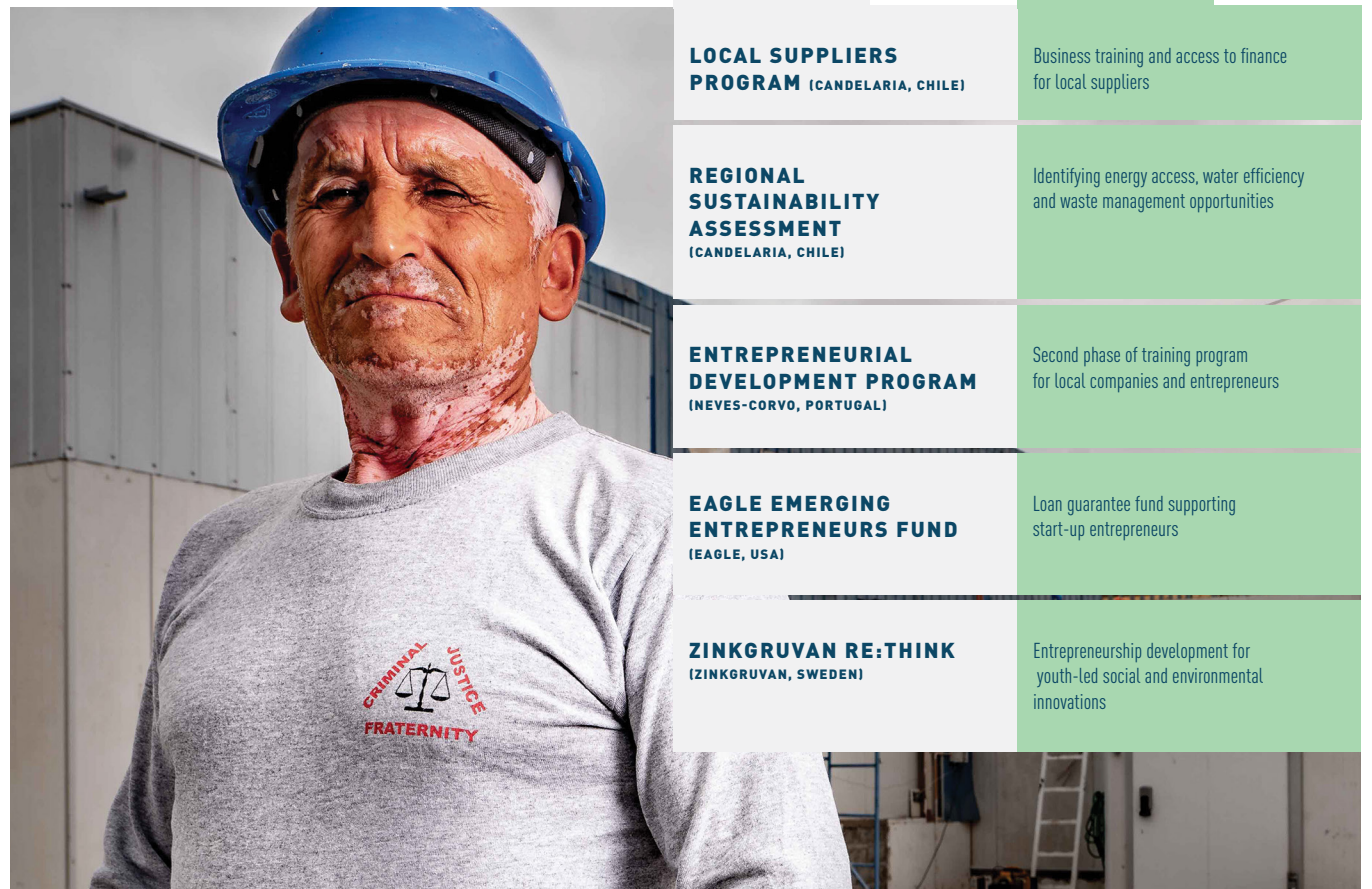 LOCAL SUPPLIERS
PROGRAM (CANDELARIA, CHILE)
Business training and access to finance
for local suppliers
REGIONAL
SUSTAINABILITY
ASSESSMENT
(CANDELARIA, CHILE)
Identifying energy access, water efficiency
and waste management opportunities
ENTREPRENEURIAL
DEVELOPMENT PROGRAM
(NEVES-CORVO, PORTUGAL)
Second phase of training program
for local companies and entrepreneurs
EAGLE EMERGING
ENTREPRENEURS FUND
(EAGLE, USA)
Loan guarantee fund supporting
start-up entrepreneurs
ZINKGRUVAN RE:THINK
(ZINKGRUVAN, SWEDEN)
Entrepreneurship development for
youth-led social and environmental
innovations
CRIMINAL
JUSTICE
FRATERNITY